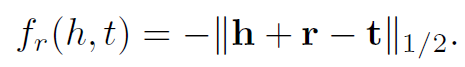 f_r(h, t) = −‖𝐡 + 𝐫 − 𝐭‖_{1/2}.